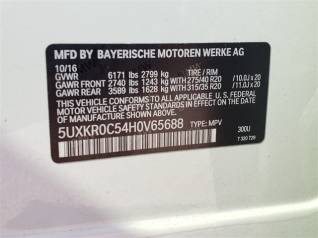 MFD BY BAYERISCHE MOTOREN WERKE AG
10/16 TIRE / RIM
GVWR 6171 lbs 2799 kg
GAWR FRONT 2740 lbs 1243 kg WITH 275/40 R20 /10.0J x 20
GAWR REAR 3589 lbs 1628 kg WITH 315/35 R20 /11.0J x 20
THIS VEHICLE CONFORMS TO ALL APPLICABLE FEDERAL
MOTOR VEHICLE SAFETY STANDARDS IN EFFECT ON THE
DATE OF MANUFACTURE SHOWN ABOVE.
5UXKR0C54H0V65688 TYPE: MPV 300U